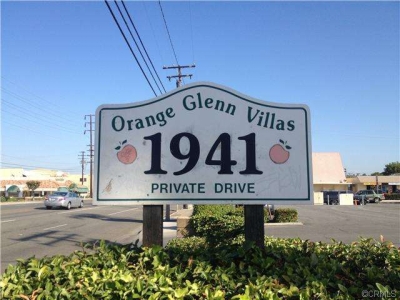 Orange Glenn Villas
1941
PRIVATE DRIVE
©CRMLS